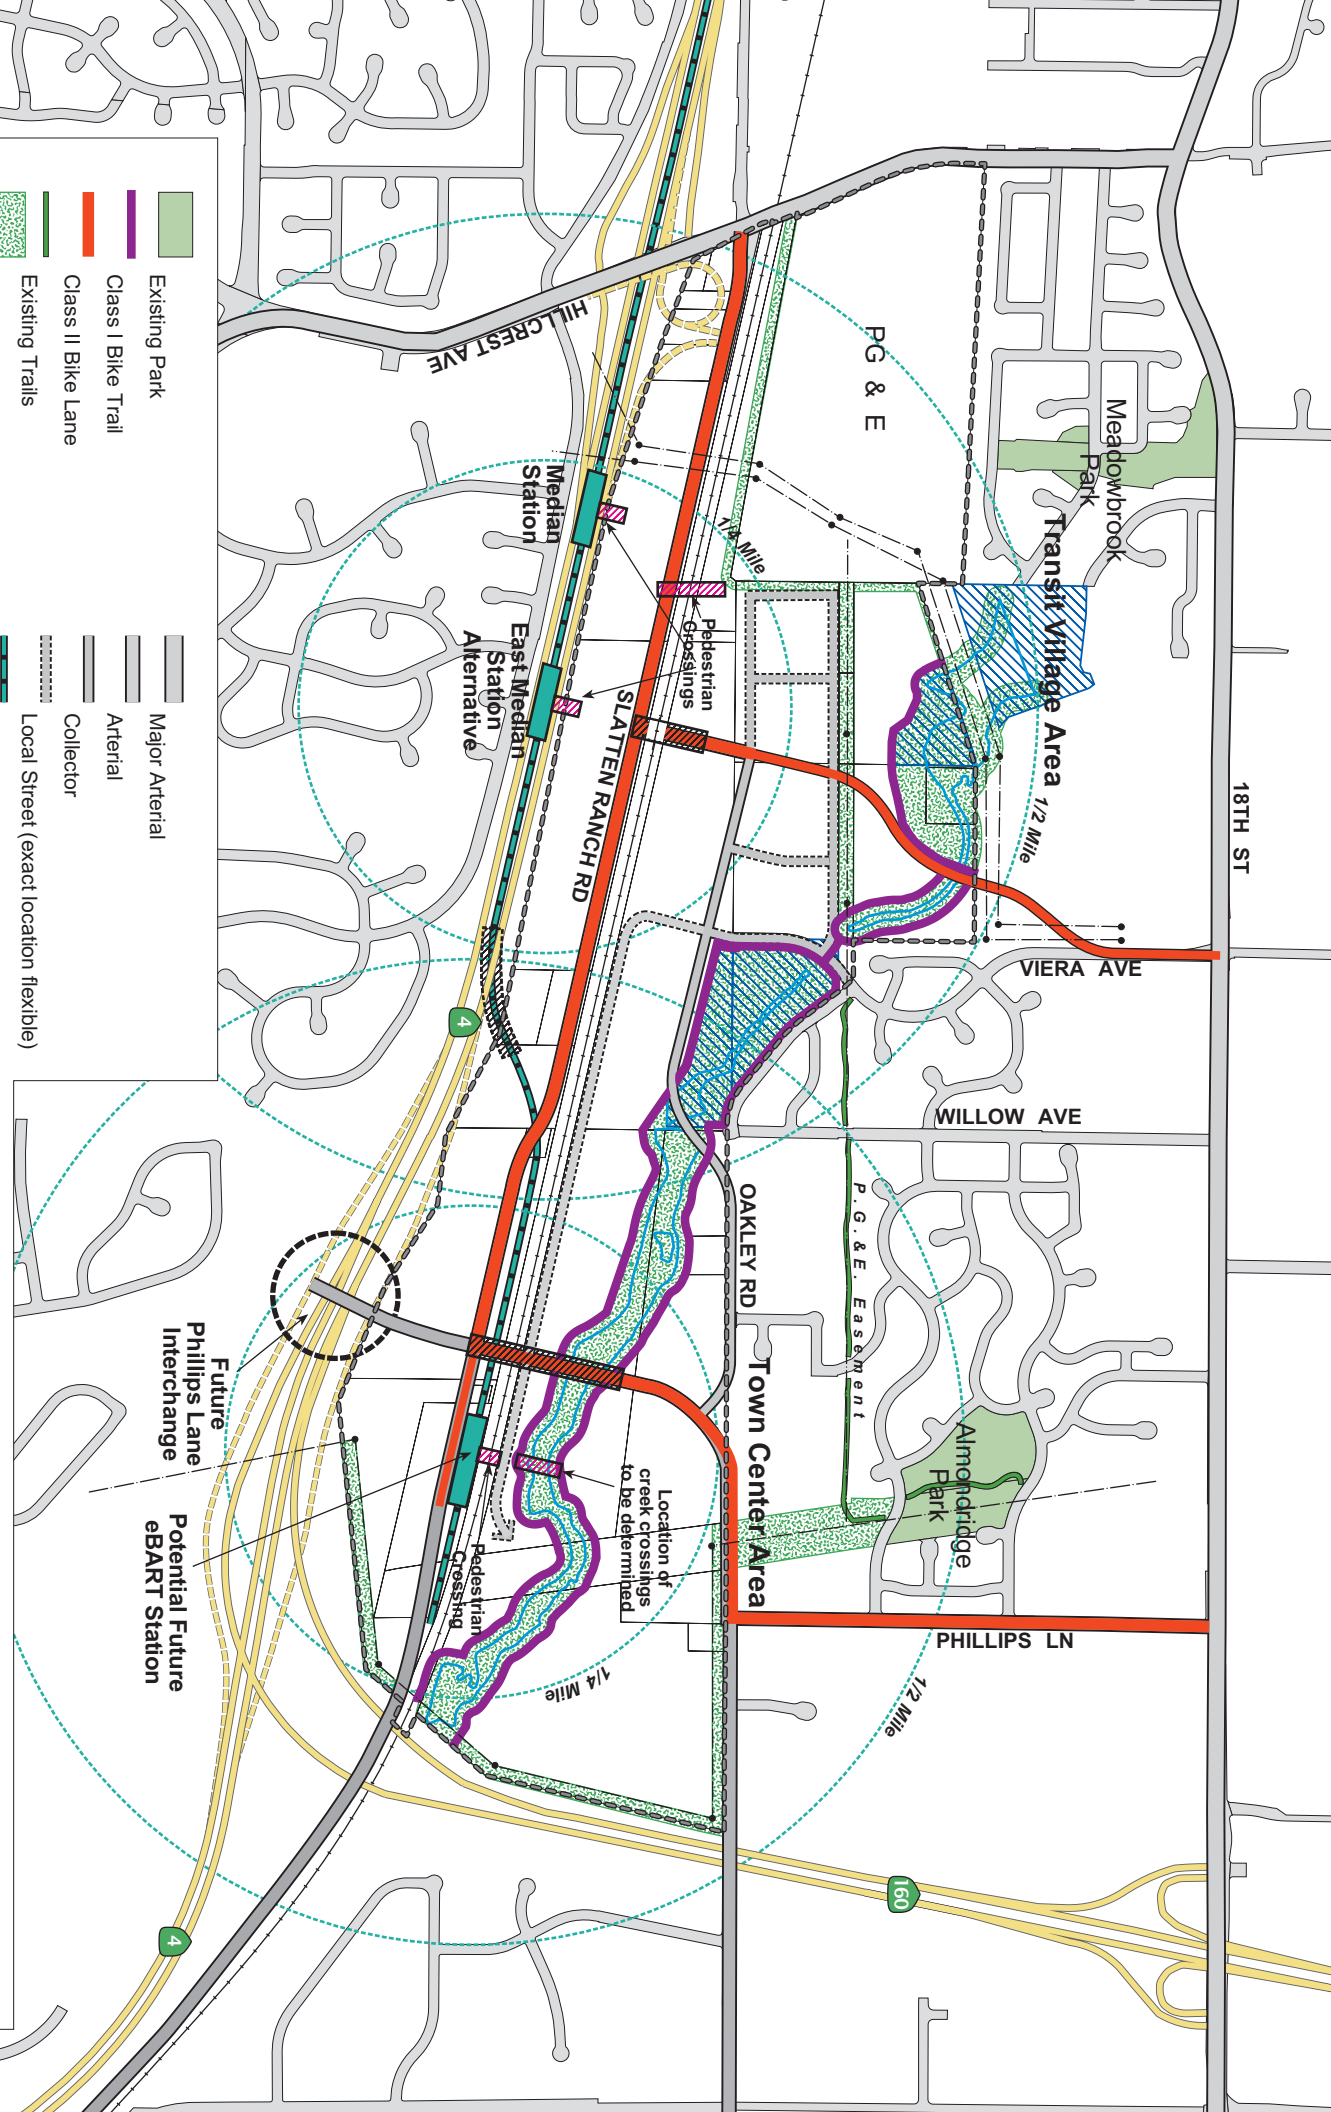 18TH ST
Meadowbrook
Park
PG & E
Transit Village Area
1/2 Mile
VIERA AVE
WILLOW AVE
P.G.&E. Easement
OAKLEY RD
Almondridge
Park
PHILLIPS LN
Town Center Area
1/2 Mile
160
HILLCREST AVE
1/4 Mile
Pedestrian
Crossings
Median
Station
East Median
Station
Alternative
SLATTEN RANCH RD
4
Location of
creek crossings
to be determined
Pedestrian
Crossing
1/4 Mile
Future
Phillips Lane
Interchange
Potential Future
eBART Station
4
Existing Park
Class I Bike Trail
Class II Bike Lane
Existing Trails
Major Arterial
Arterial
Collector
Local Street (exact location flexible)